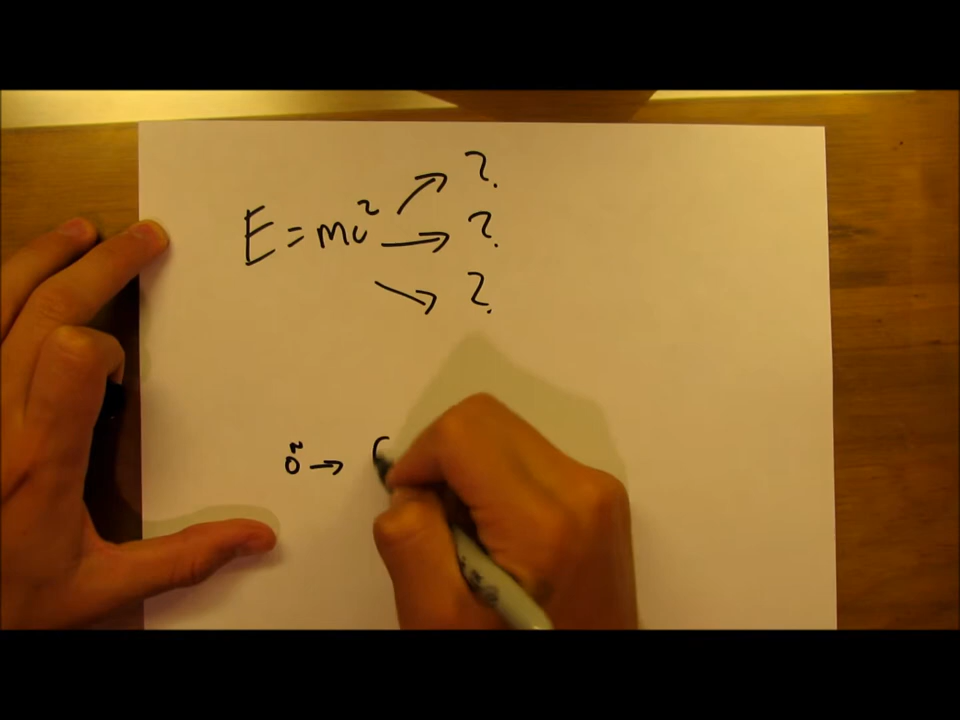 E=mc² ↗ ?
→ ?
↘ ?
õ → C